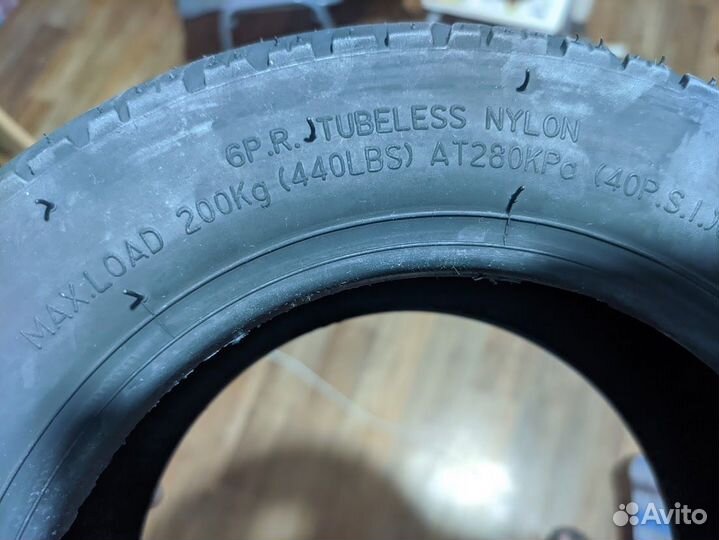 6P.R. TUBELESS NYLON
MAX.LOAD 200Kg (440LBS) AT280KPa (40P.S.I.)
Avito